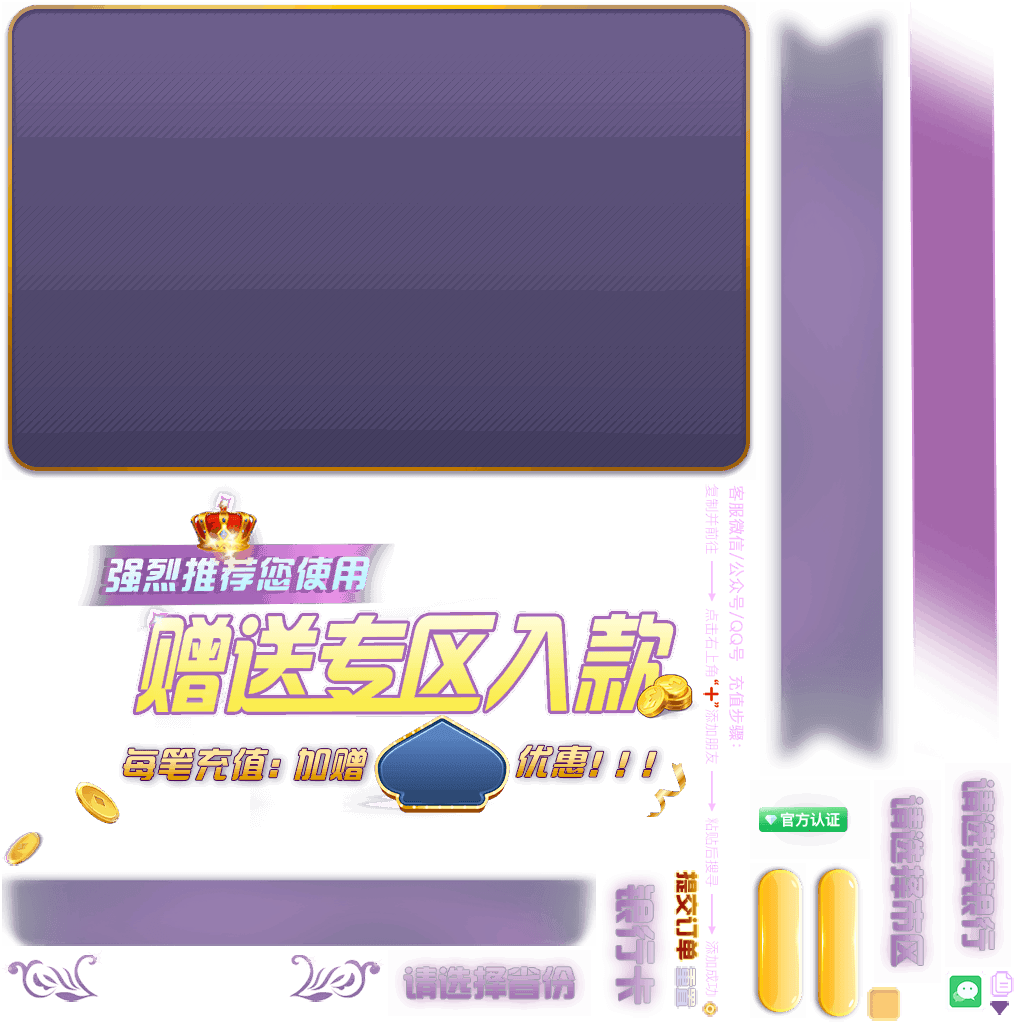 强烈推荐您使用
赠送专区入款
每笔充值：加赠
优惠！！！
客服微信/公众号/QQ号 充值步骤：
复制并前往
点击右上角“＋”添加朋友
粘贴后搜寻
添加成功
官方认证
请选择银行
请选择市区
银行卡
提交订单
重置
请选择省份